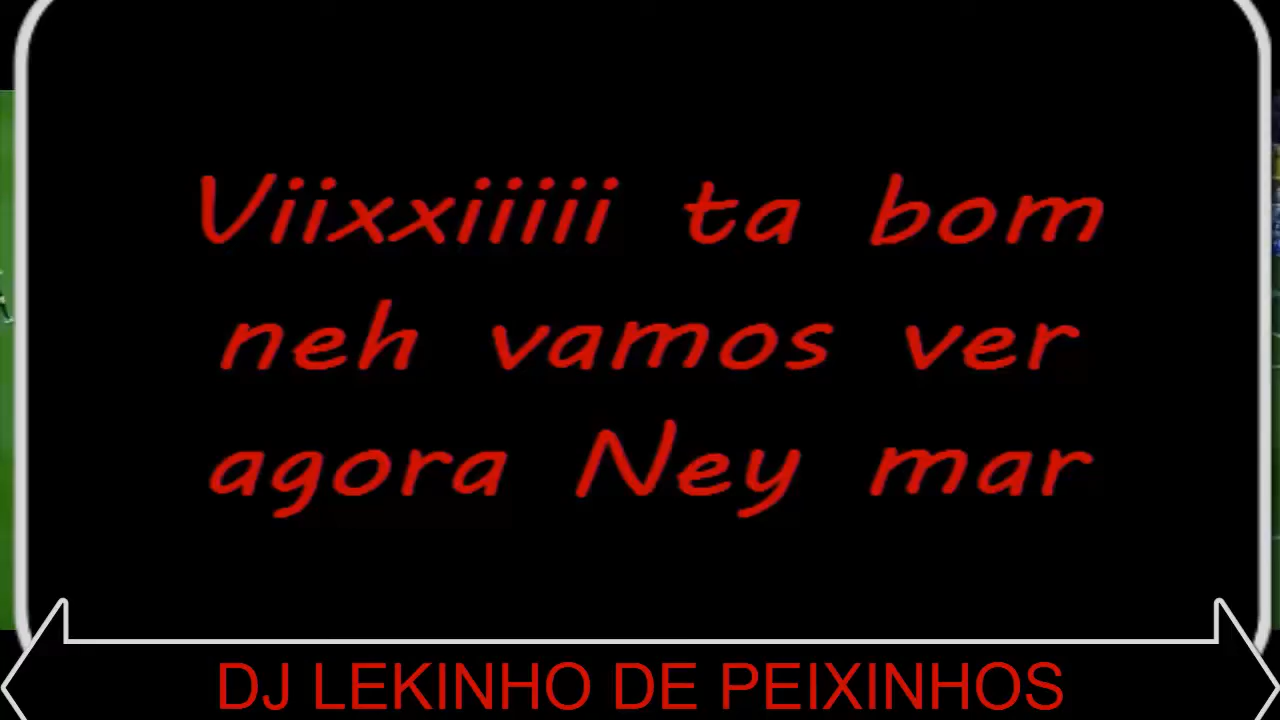 Viixxiiiii ta bom
neh vamos ver
agora Ney mar
DJ LEKINHO DE PEIXINHOS